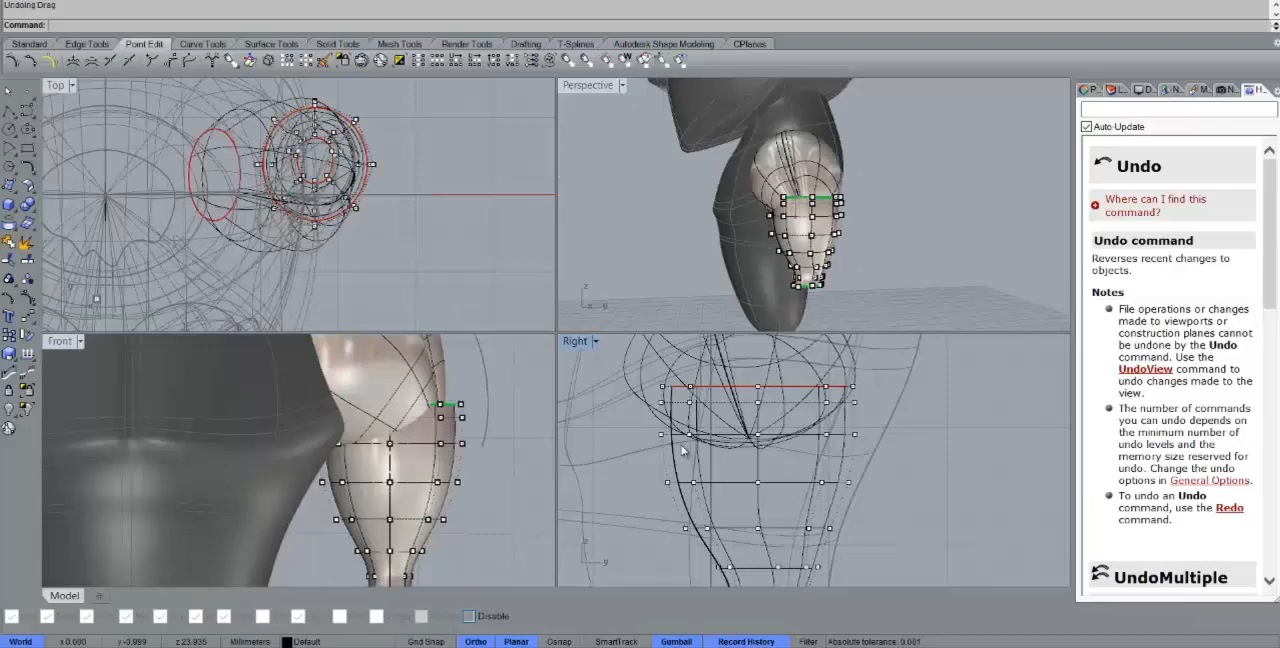 Undoing Drag
Command:
Standard Edge Tools Point Edit Curve Tools Surface Tools Solid Tools Mesh Tools Render Tools Drafting T-Splines Autodesk Shape Modeling CPlanes
Top
Perspective
Auto-Update
Undo
Where can I find this
command?
Undo command
Reverses recent changes to
objects.
Notes
File operations or changes
made to viewports or
construction planes cannot
be undone by the Undo
command. Use the
UndoView command to
undo changes made to the
view.
The number of commands
you can undo depends on
the minimum number of
undo levels and the
memory size reserved for
undo. Change the undo
options in General Options.
To undo an Undo
command, use the Redo
command.
UndoMultiple
z
x y
Front
Right
z
y
Model
Disable
World x 0.000 y -0.999 z 23.935 Millimeters Default Gnd Snap Ortho Planar Osnap SmartTrack Gumball Record History Filter Absolute tolerance: 0.001